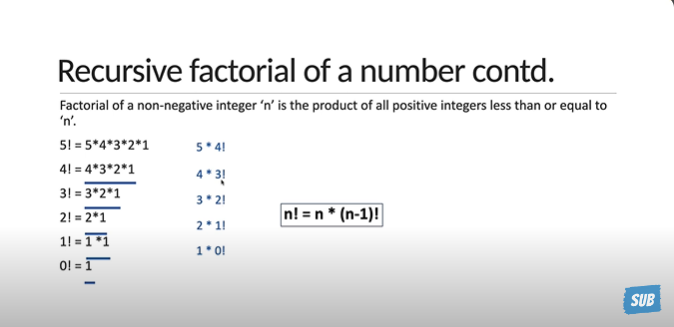 Recursive factorial of a number contd.
Factorial of a non-negative integer ‘n’ is the product of all positive integers less than or equal to
‘n’.
5! = 5*4*3*2*1 5 * 4!
4! = 4*3*2*1 4 * 3!
3! = 3*2*1 3 * 2!
2! = 2*1 2 * 1!
n! = n * (n-1)!
1! = 1 *1 1 * 0!
0! = 1
SUB